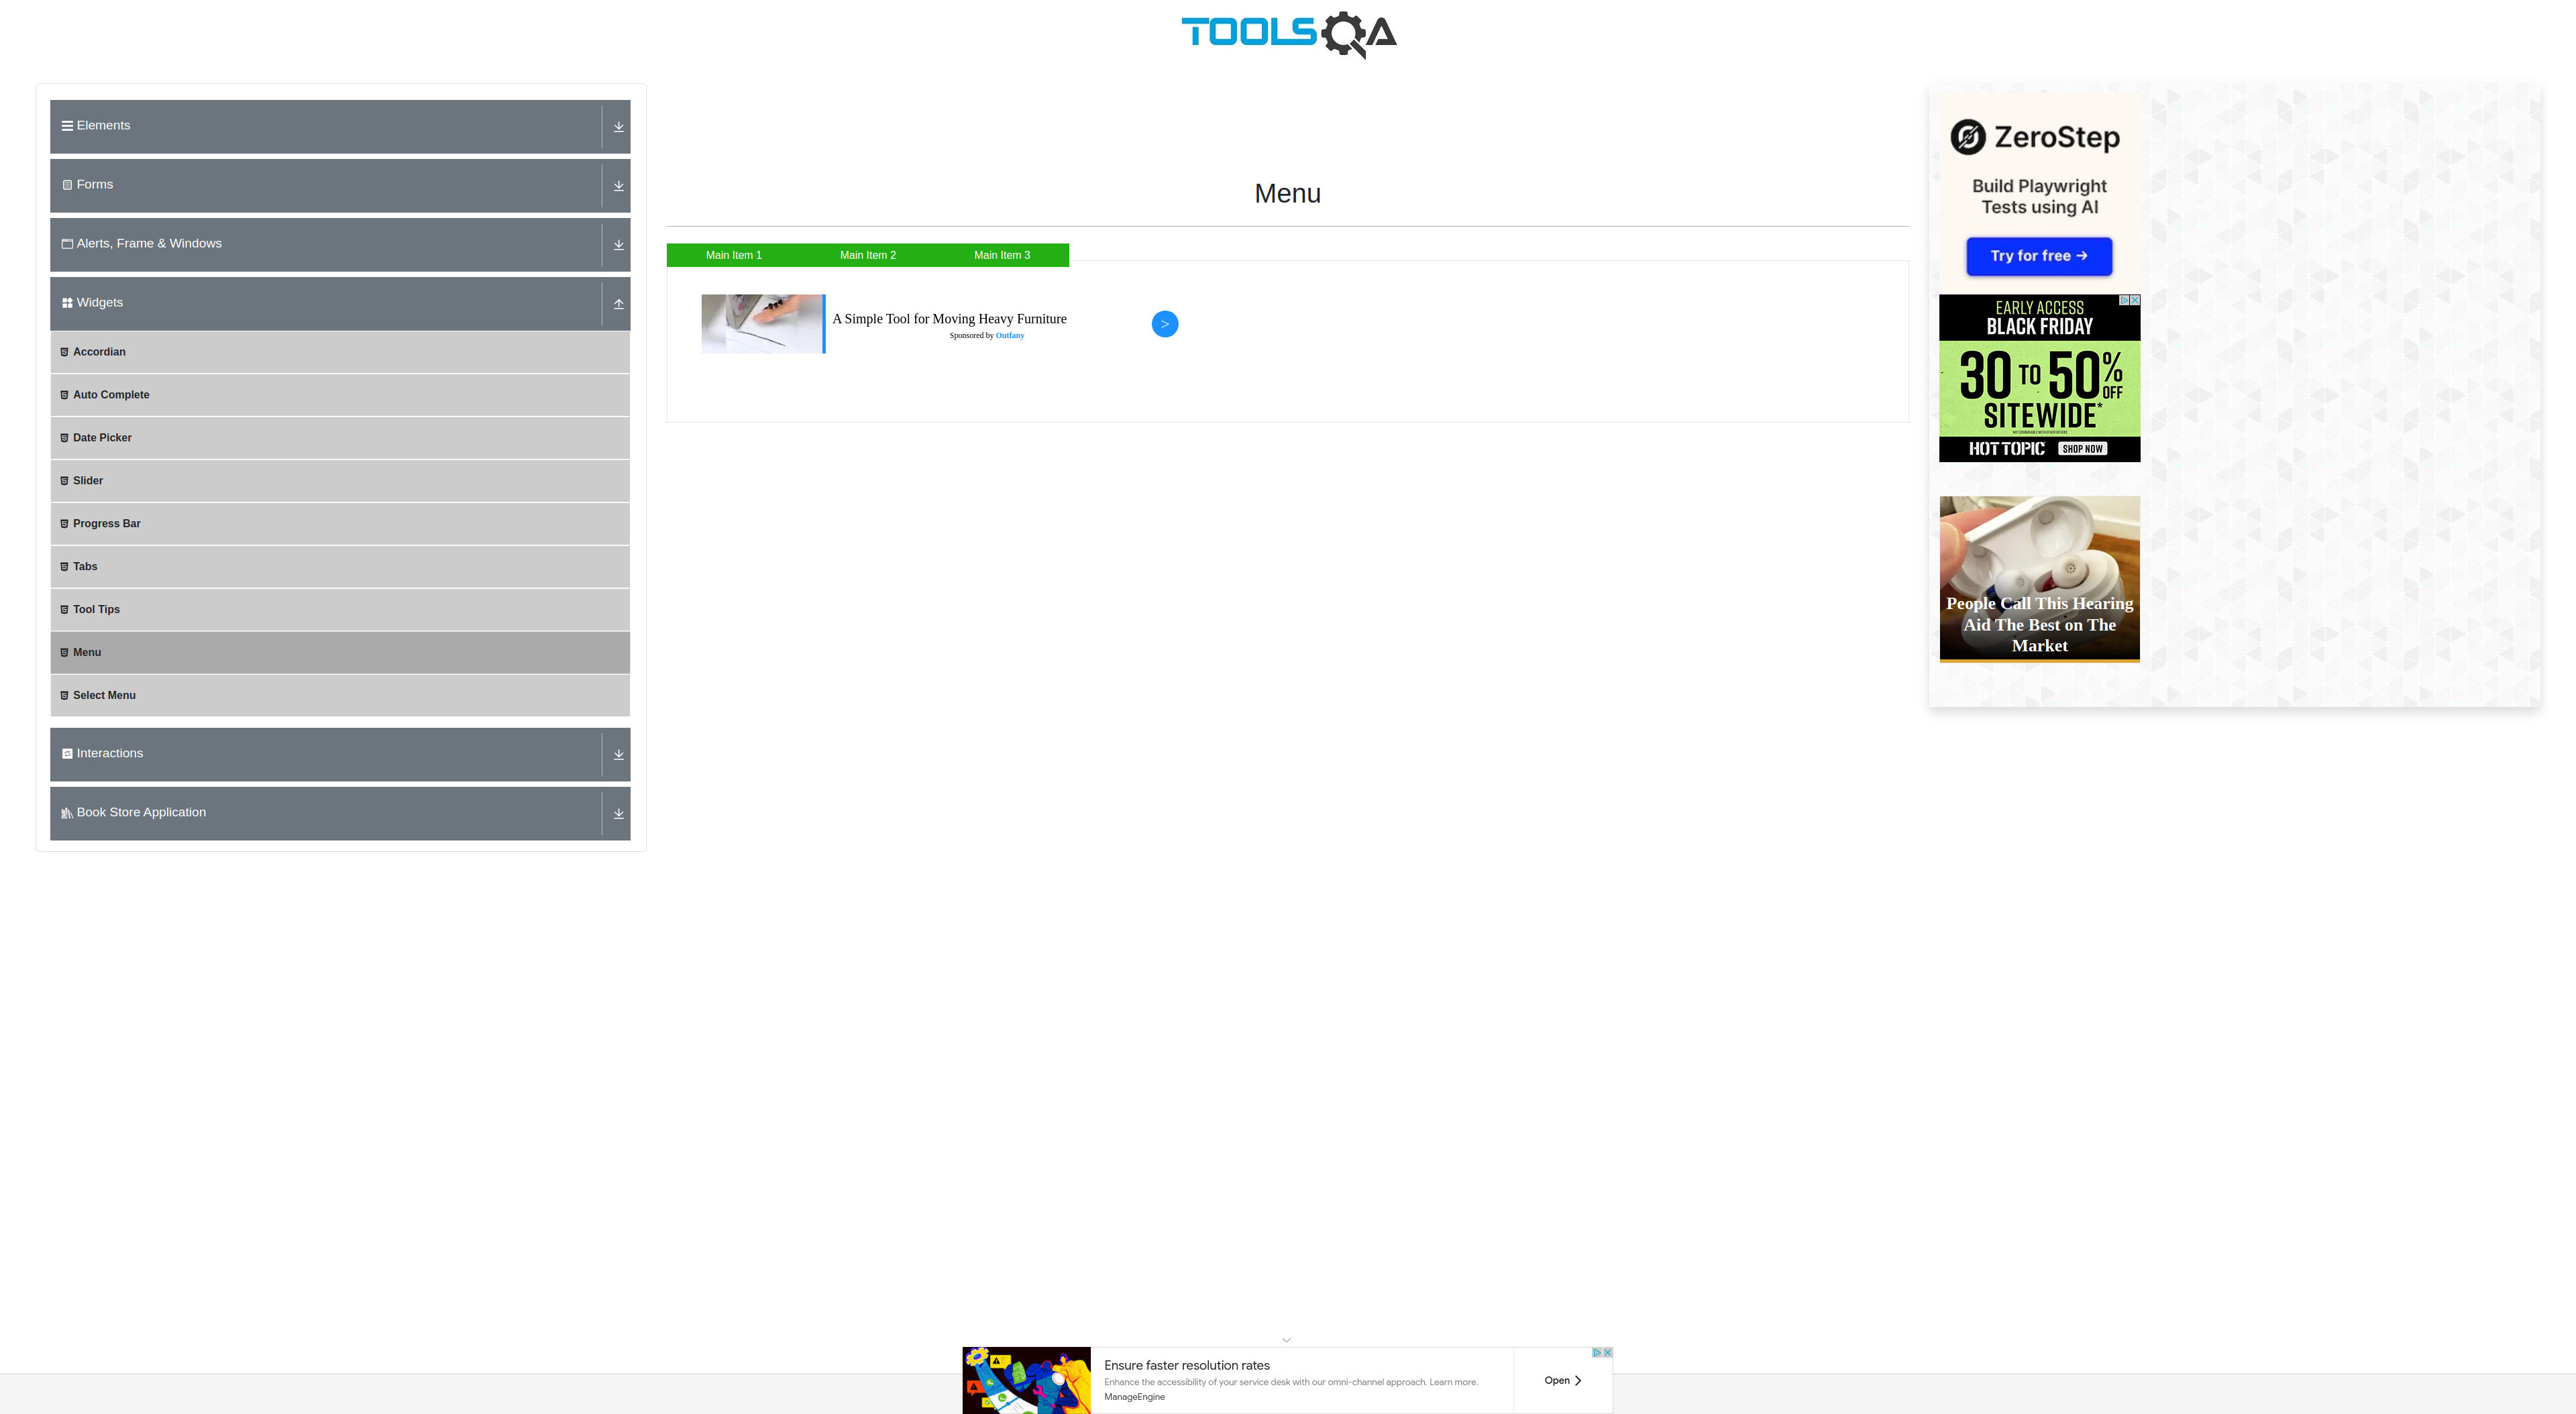 TOOLSQA
Elements
Forms
Alerts, Frame & Windows
Widgets
Accordian
Auto Complete
Date Picker
Slider
Progress Bar
Tabs
Tool Tips
Menu
Select Menu
Interactions
Book Store Application
Menu
Main Item 1
Main Item 2
Main Item 3
A Simple Tool for Moving Heavy Furniture
Sponsored by Outfany
>
ZeroStep
Build Playwright
Tests using AI
Try for free →
EARLY ACCESS
BLACK FRIDAY
30 TO 50% OFF
SITEWIDE*
HOT TOPIC SHOP NOW
People Call This Hearing
Aid The Best on The
Market
Ensure faster resolution rates
Enhance the accessibility of your service desk with our omni-channel approach. Learn more.
ManageEngine
Open